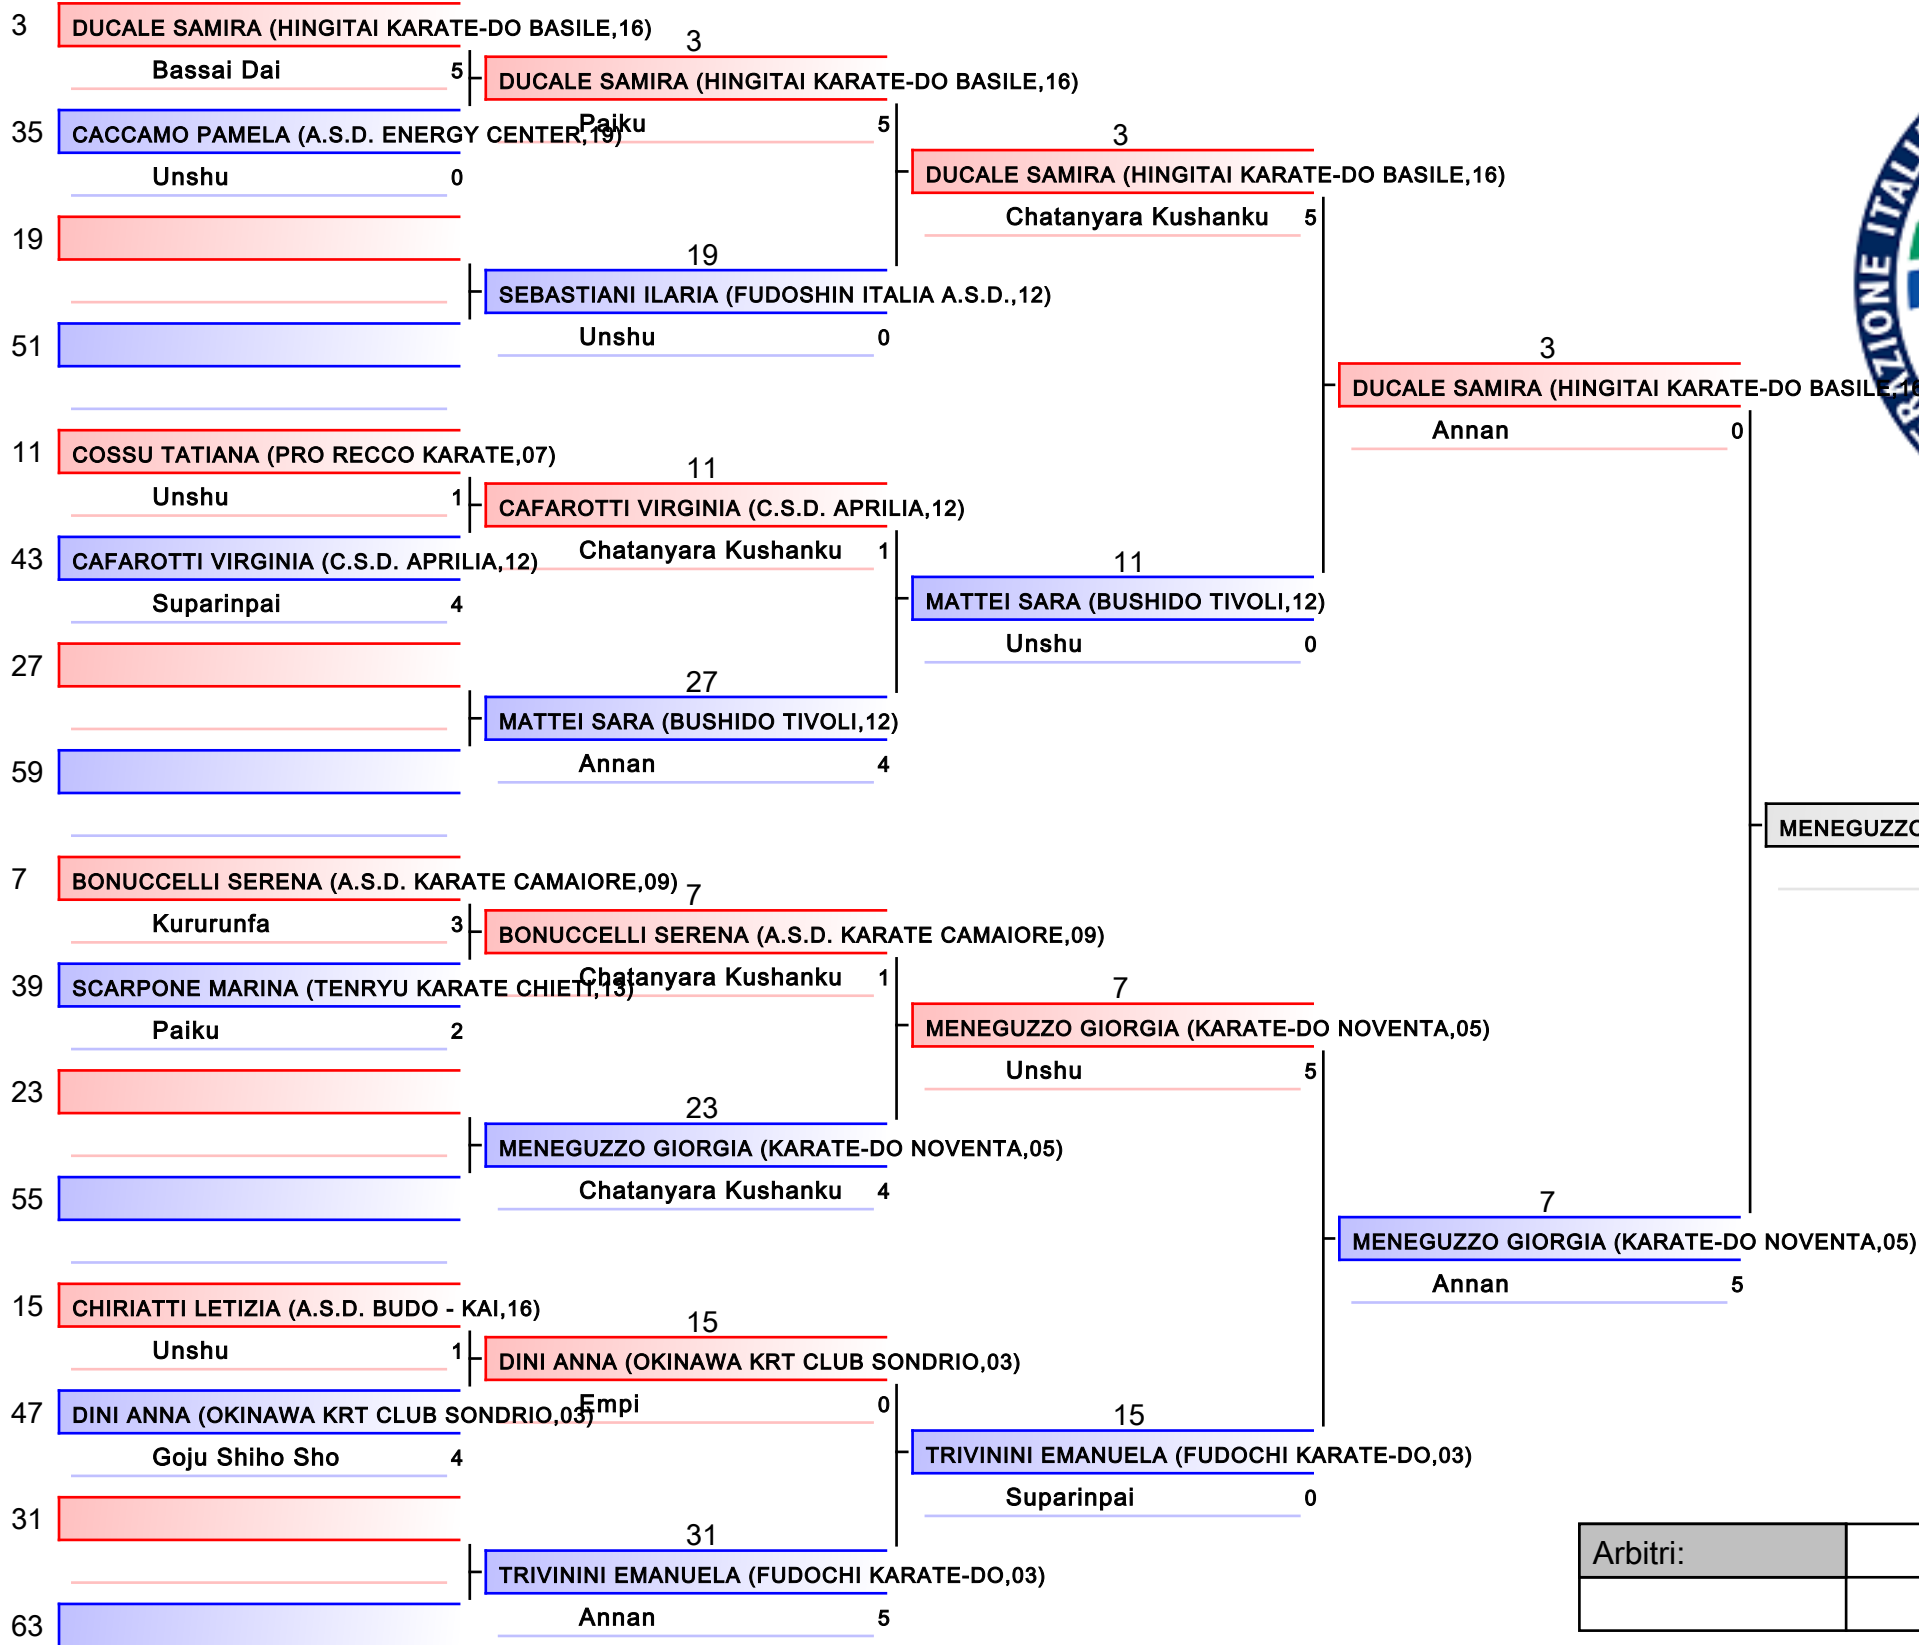 3
DUCALE SAMIRA (HINGITAI KARATE-DO BASILE,16)
Bassai Dai 5
35
CACCAMO PAMELA (A.S.D. ENERGY CENTER,19)
Unshu 0
19
51
11
COSSU TATIANA (PRO RECCO KARATE,07)
Unshu 1
43
CAFAROTTI VIRGINIA (C.S.D. APRILIA,12)
Suparinpai 4
27
59
7
BONUCCELLI SERENA (A.S.D. KARATE CAMAIORE,09)
Kururunfa 3
39
SCARPONE MARINA (TENRYU KARATE CHIETI,13)
Paiku 2
23
55
15
CHIRIATTI LETIZIA (A.S.D. BUDO - KAI,16)
Unshu 1
47
DINI ANNA (OKINAWA KRT CLUB SONDRIO,03)
Goju Shiho Sho 4
31
63
3
DUCALE SAMIRA (HINGITAI KARATE-DO BASILE,16)
Paiku 5
19
SEBASTIANI ILARIA (FUDOSHIN ITALIA A.S.D.,12)
Unshu 0
11
CAFAROTTI VIRGINIA (C.S.D. APRILIA,12)
Chatanyara Kushanku 1
27
MATTEI SARA (BUSHIDO TIVOLI,12)
Annan 4
7
BONUCCELLI SERENA (A.S.D. KARATE CAMAIORE,09)
Chatanyara Kushanku 1
23
MENEGUZZO GIORGIA (KARATE-DO NOVENTA,05)
Chatanyara Kushanku 4
15
DINI ANNA (OKINAWA KRT CLUB SONDRIO,03)
Empi 0
31
TRIVININI EMANUELA (FUDOCHI KARATE-DO,03)
Annan 5
3
DUCALE SAMIRA (HINGITAI KARATE-DO BASILE,16)
Chatanyara Kushanku 5
11
MATTEI SARA (BUSHIDO TIVOLI,12)
Unshu 0
7
MENEGUZZO GIORGIA (KARATE-DO NOVENTA,05)
Unshu 5
15
TRIVININI EMANUELA (FUDOCHI KARATE-DO,03)
Suparinpai 0
3
DUCALE SAMIRA (HINGITAI KARATE-DO BASILE,16
Annan 0
7
MENEGUZZO GIORGIA (KARATE-DO NOVENTA,05)
Annan 5
MENEGUZZO
Arbitri: